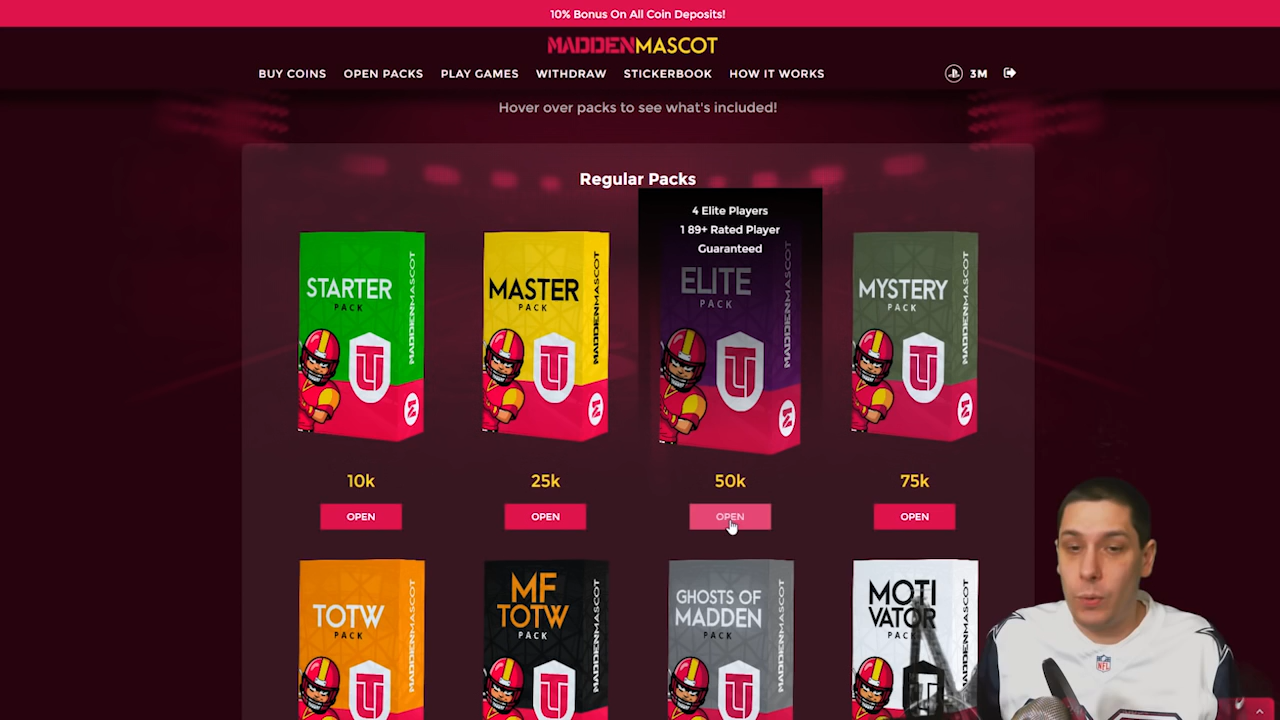 10% Bonus On All Coin Deposits!
MADDENMASCOT
BUY COINS
OPEN PACKS
PLAY GAMES
WITHDRAW
STICKERBOOK
HOW IT WORKS
3M
Hover over packs to see what's included!
Regular Packs
STARTER
PACK
MADDENMASCOT
10k
OPEN
MASTER
PACK
MADDENMASCOT
25k
OPEN
4 Elite Players
1 89+ Rated Player
Guaranteed
ELITE
PACK
MADDENMASCOT
50k
OPEN
MYSTERY
PACK
MADDENMASCOT
75k
OPEN
TOTW
PACK
MADDENMASCOT
MF
TOTW
PACK
MADDENMASCOT
GHOSTS OF
MADDEN
PACK
MADDENMASCOT
MOTI
VATOR
PACK
MADDENMASCOT
NFL